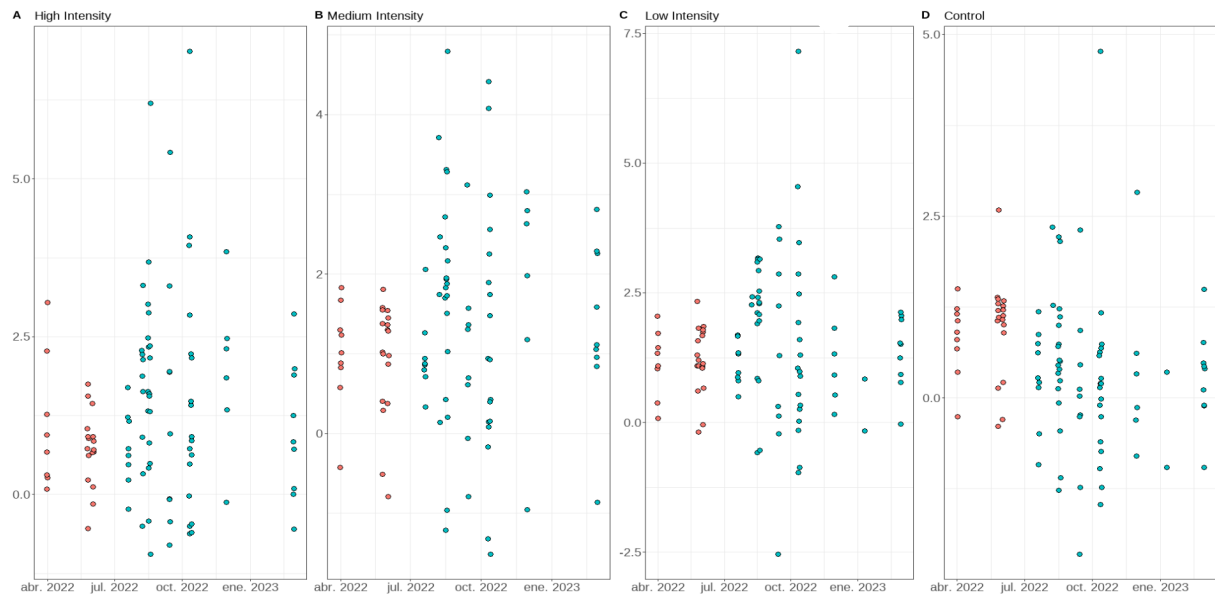 A High Intensity
5.0
2.5
0.0
abr. 2022 jul. 2022 oct. 2022 ene. 2023
B Medium Intensity
4
2
0
abr. 2022 jul. 2022 oct. 2022 ene. 2023
C Low Intensity
7.5
5.0
2.5
0.0
-2.5
abr. 2022 jul. 2022 oct. 2022 ene. 2023
D Control
5.0
2.5
0.0
abr. 2022 jul. 2022 oct. 2022 ene. 2023